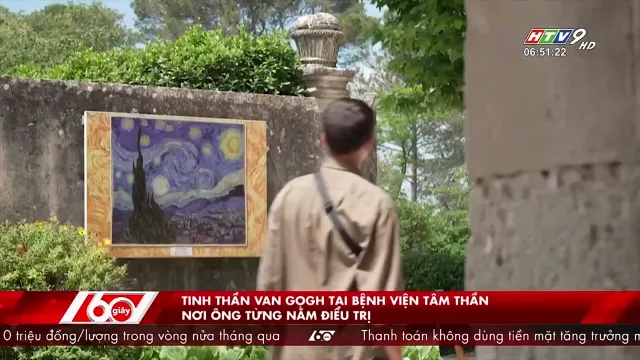 HTV9 HD
06:51:22
60 giây
TINH THẦN VAN GOGH TẠI BỆNH VIỆN TÂM THẦN
NƠI ÔNG TỪNG NẰM ĐIỀU TRỊ
0 triệu đồng/lượng trong vòng nửa tháng qua 60 Thanh toán không dùng tiền mặt tăng trưởng m